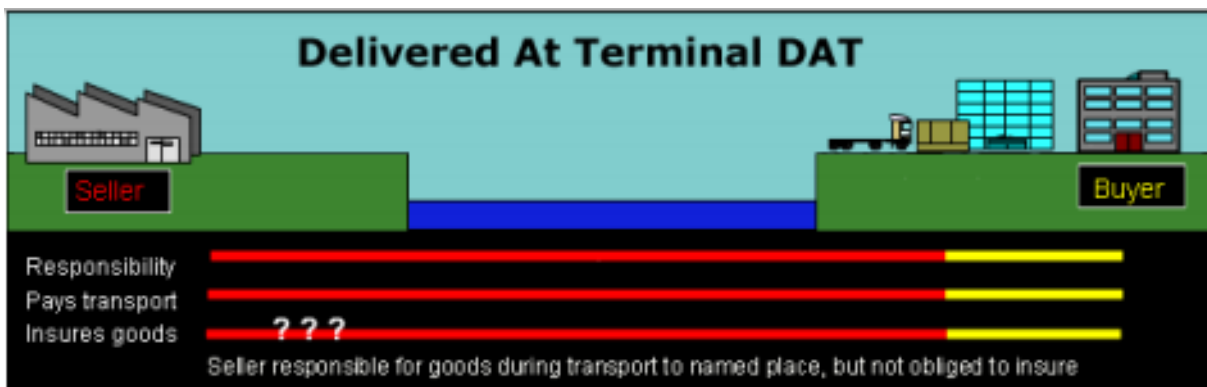 Delivered At Terminal DAT
Seller
Buyer
Responsibility
Pays transport
Insures goods
? ? ?
Seller responsible for goods during transport to named place, but not obliged to insure